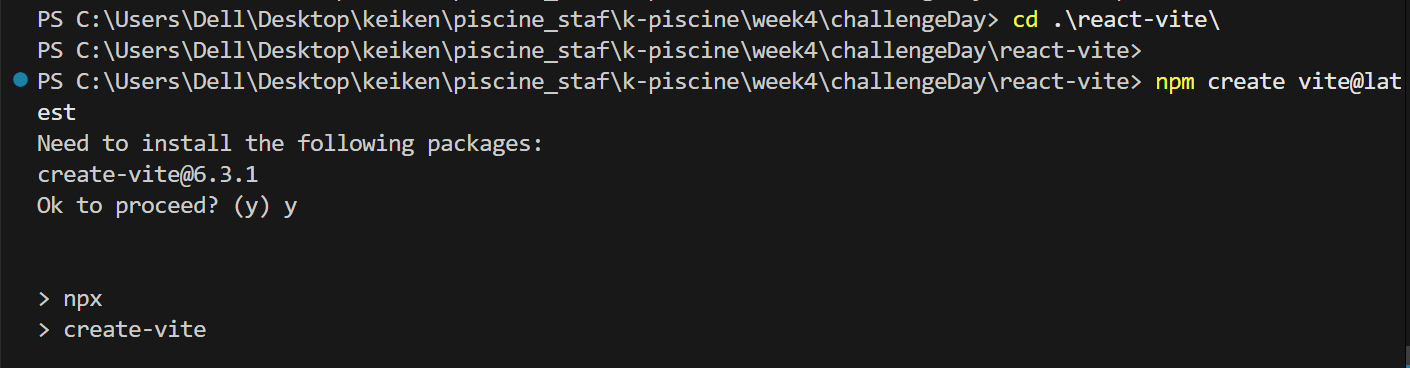 PS C:\Users\Dell\Desktop\keiken\piscine_staf\k-piscine\week4\challengeDay> cd .\react-vite\
PS C:\Users\Dell\Desktop\keiken\piscine_staf\k-piscine\week4\challengeDay\react-vite>
PS C:\Users\Dell\Desktop\keiken\piscine_staf\k-piscine\week4\challengeDay\react-vite> npm create vite@lat
est
Need to install the following packages:
create-vite@6.3.1
Ok to proceed? (y) y
> npx
> create-vite